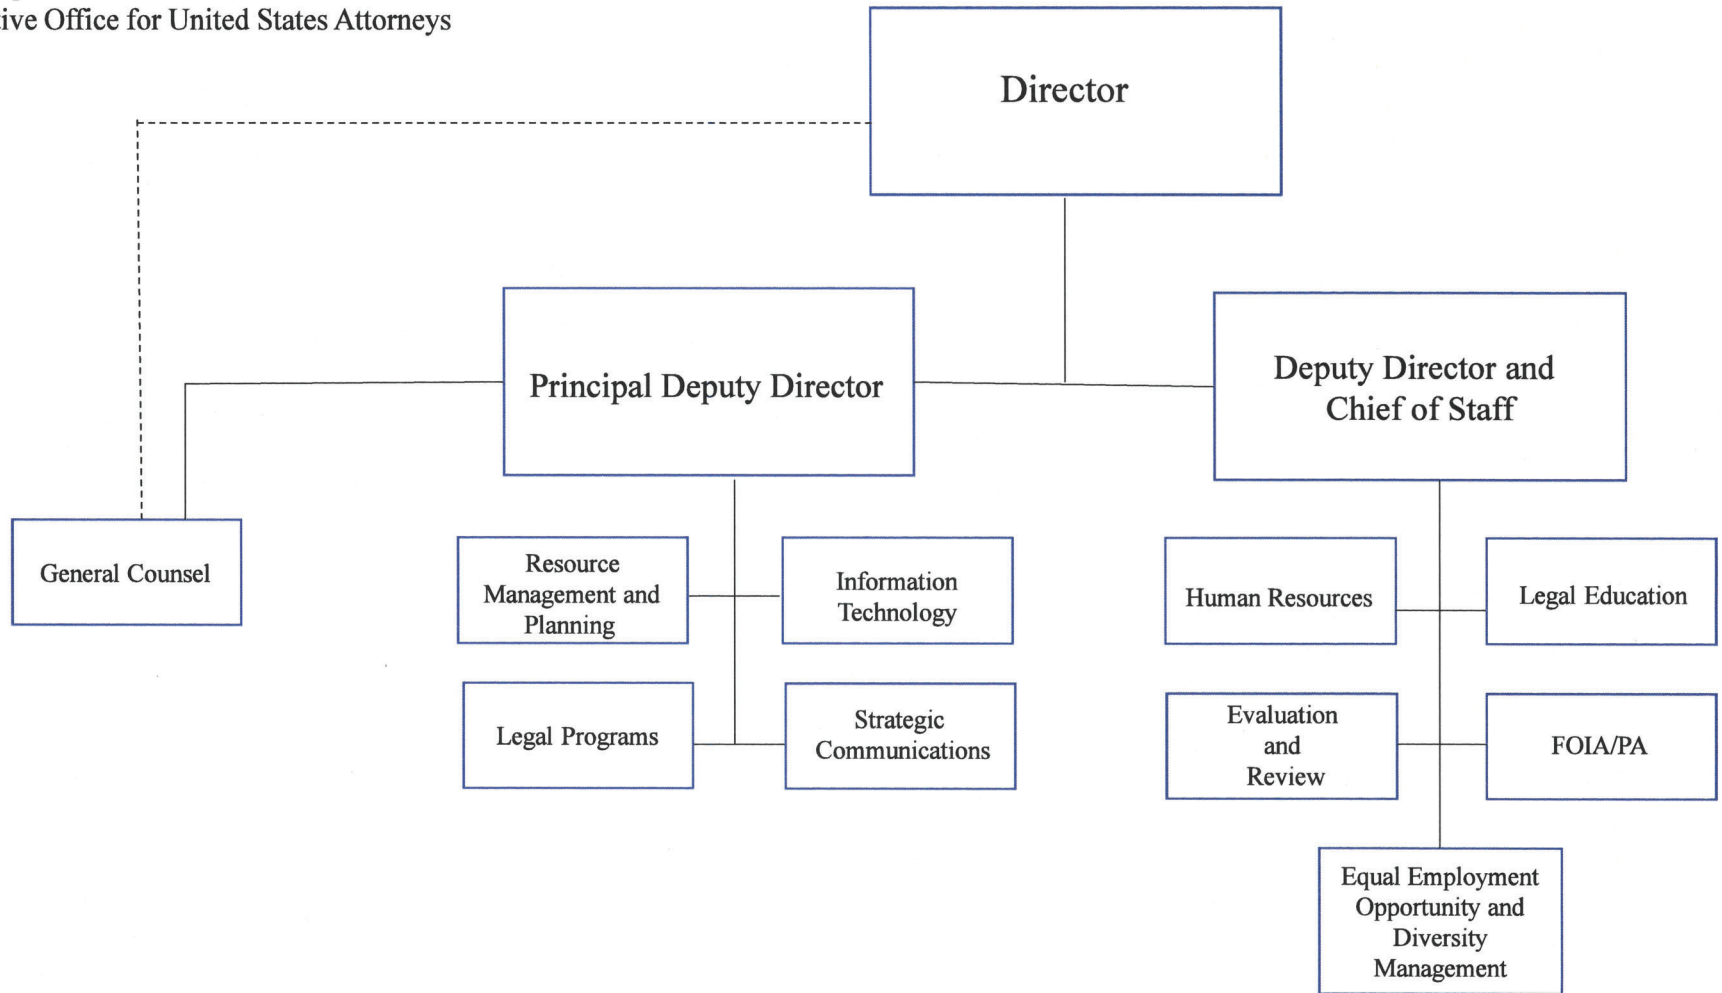 tive Office for United States Attorneys
Director
Principal Deputy Director
Deputy Director and
Chief of Staff
General Counsel
Resource
Management and
Planning
Information
Technology
Human Resources
Legal Education
Legal Programs
Strategic
Communications
Evaluation
and
Review
FOIA/PA
Equal Employment
Opportunity and
Diversity
Management